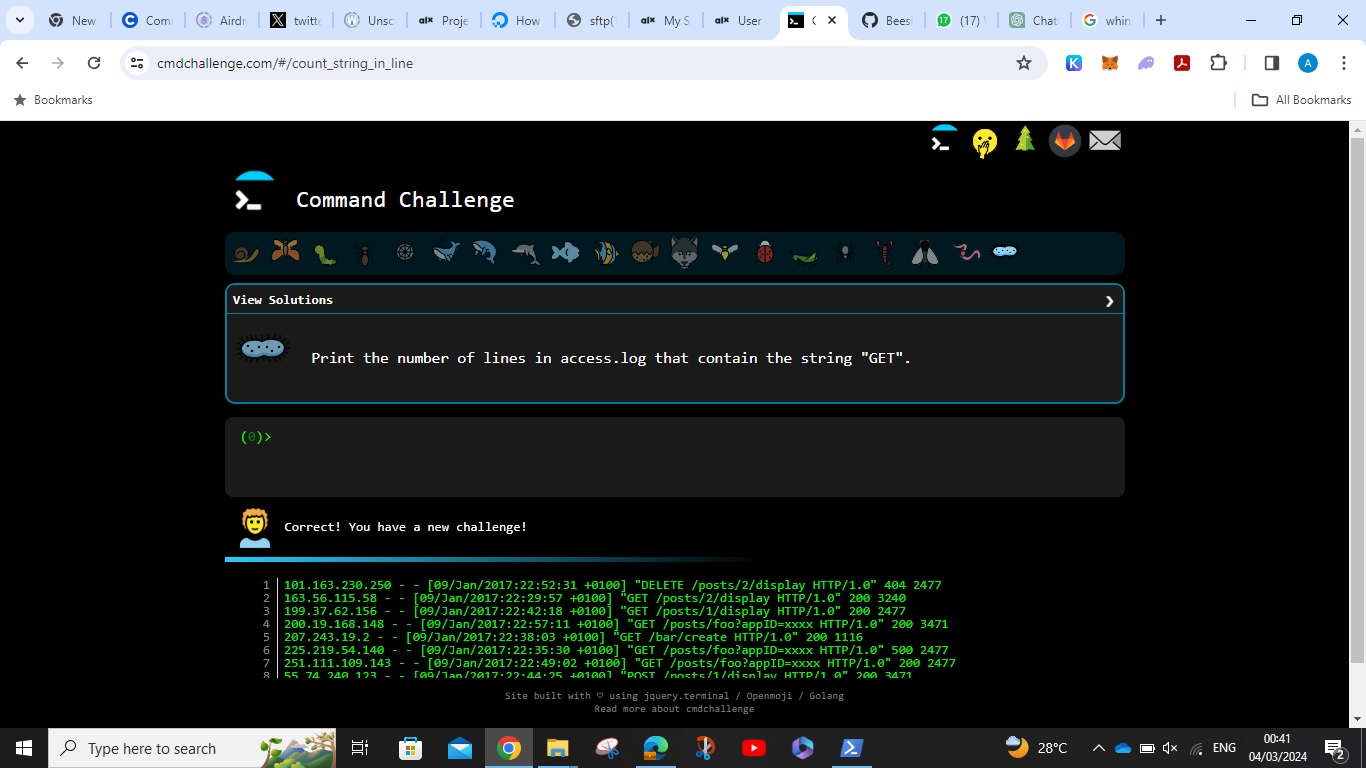 New
Com
Airdr
twitte
Unsc
Proje
How
sftp(
My S
User
(
Beesi
(17)
Chat
whin
cmdchallenge.com/#/count_string_in_line
A
Bookmarks
All Bookmarks
Command Challenge
View Solutions
Print the number of lines in access.log that contain the string "GET".
(0)>
Correct! You have a new challenge!
1 101.163.230.250 - - [09/Jan/2017:22:52:31 +0100] "DELETE /posts/2/display HTTP/1.0" 404 2477
2 163.56.115.58 - - [09/Jan/2017:22:29:57 +0100] "GET /posts/2/display HTTP/1.0" 200 3240
3 199.37.62.156 - - [09/Jan/2017:22:42:18 +0100] "GET /posts/1/display HTTP/1.0" 200 2477
4 200.19.168.148 - - [09/Jan/2017:22:57:11 +0100] "GET /posts/foo?appID=xxxx HTTP/1.0" 200 3471
5 207.243.19.2 - - [09/Jan/2017:22:38:03 +0100] "GET /bar/create HTTP/1.0" 200 1116
6 225.219.54.140 - - [09/Jan/2017:22:35:30 +0100] "GET /posts/foo?appID=xxxx HTTP/1.0" 500 2477
7 251.111.109.143 - - [09/Jan/2017:22:49:02 +0100] "GET /posts/foo?appID=xxxx HTTP/1.0" 200 2477
8 55.74.240.123 - - [09/Jan/2017:22:44:25 +0100] "POST /posts/1/display HTTP/1.0" 200 3471
Site built with ♡ using jquery.terminal / Openmoji / Golang
Read more about cmdchallenge
Type here to search
28°C
ENG
00:41
04/03/2024
2